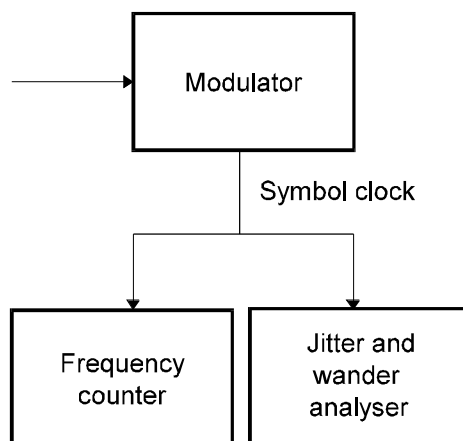 Modulator
Symbol clock
Frequency
counter
Jitter and
wander
analyser